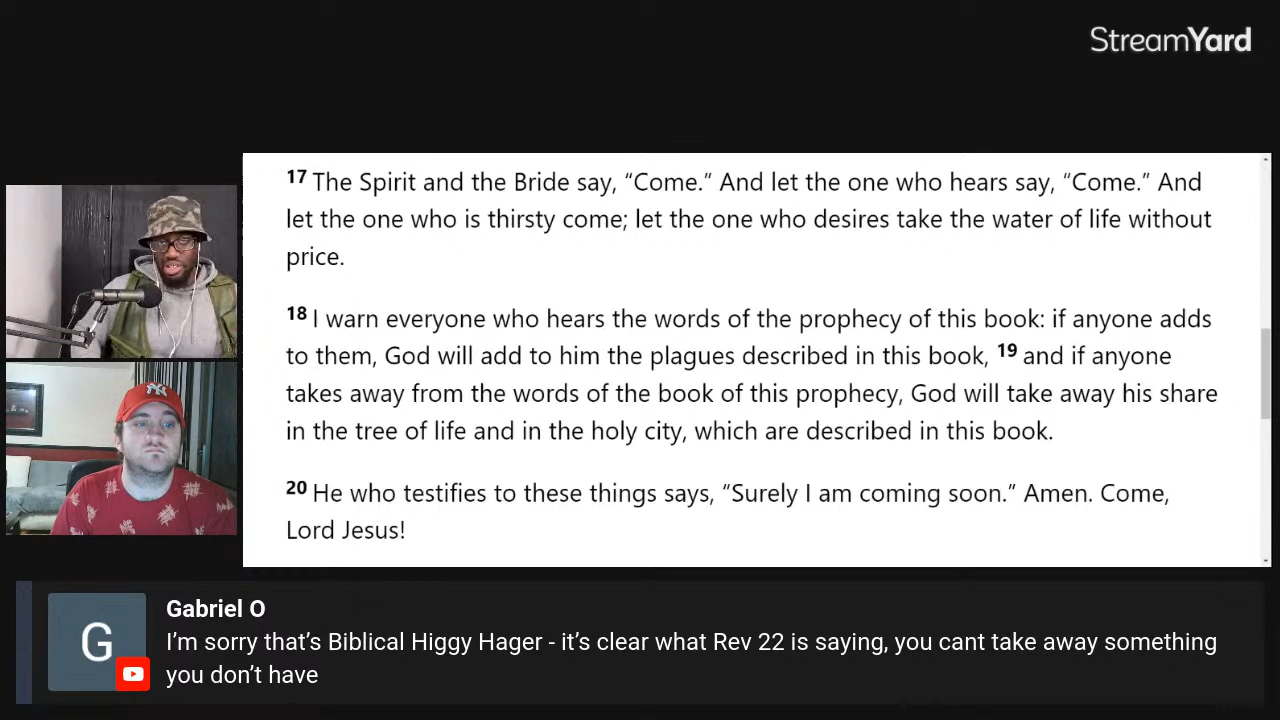 StreamYard
17 The Spirit and the Bride say, “Come.” And let the one who hears say, “Come.” And
let the one who is thirsty come; let the one who desires take the water of life without
price.
18 I warn everyone who hears the words of the prophecy of this book: if anyone adds
to them, God will add to him the plagues described in this book, 19 and if anyone
takes away from the words of the book of this prophecy, God will take away his share
in the tree of life and in the holy city, which are described in this book.
20 He who testifies to these things says, “Surely I am coming soon.” Amen. Come,
Lord Jesus!
G
Gabriel O
I’m sorry that’s Biblical Higgy Hager - it’s clear what Rev 22 is saying, you cant take away something
you don’t have